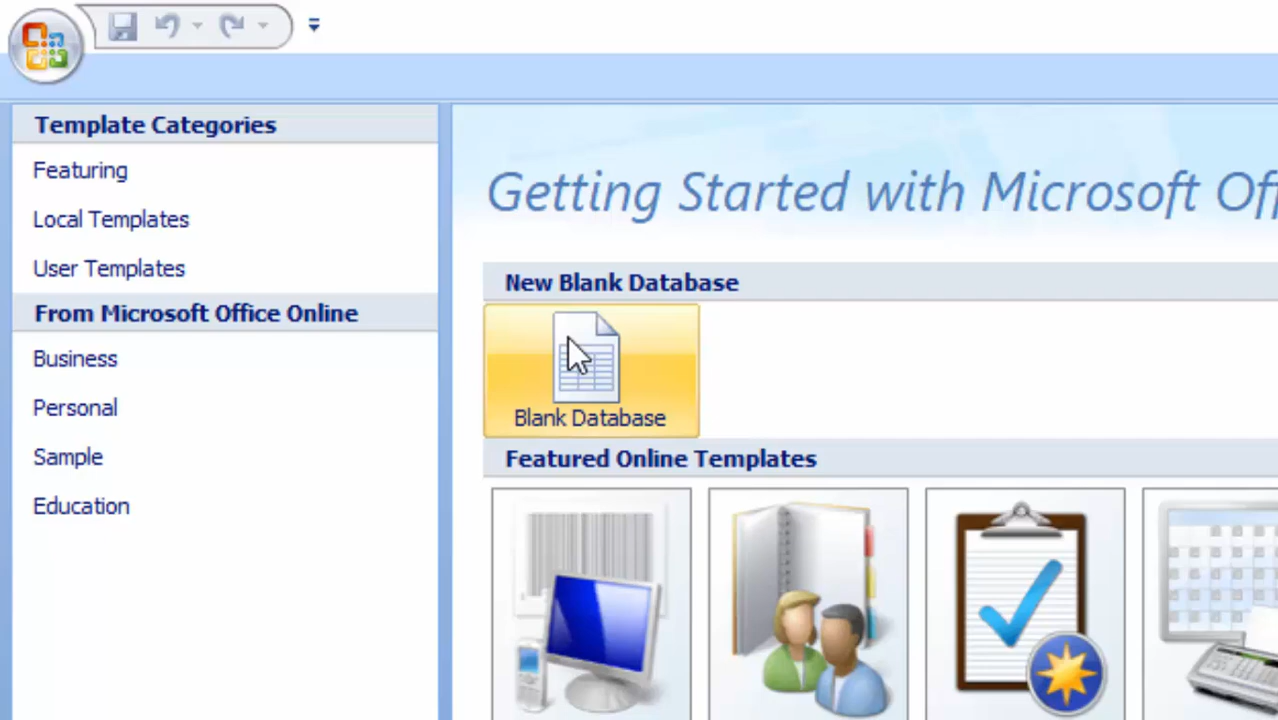 Template Categories
Featuring
Local Templates
User Templates
From Microsoft Office Online
Business
Personal
Sample
Education
Getting Started with Microsoft Of
New Blank Database
Blank Database
Featured Online Templates